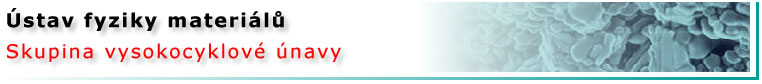 Ústav fyziky materiálů
Skupina vysokocyklové únavy